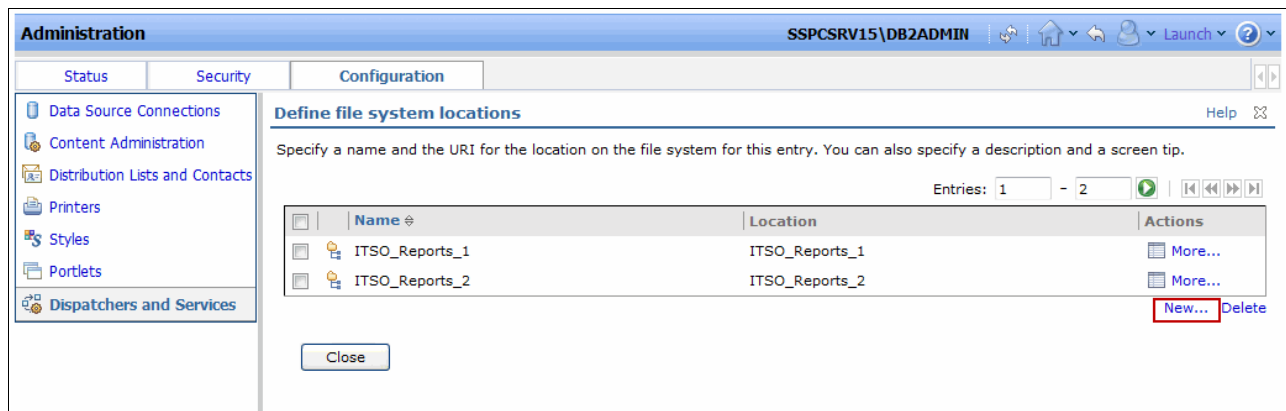 Administration SSPCSRV15\DB2ADMIN Launch ?
Status Security Configuration
Data Source Connections
Content Administration
Distribution Lists and Contacts
Printers
Styles
Portlets
Dispatchers and Services
Define file system locations Help
Specify a name and the URI for the location on the file system for this entry. You can also specify a description and a screen tip.
Entries: 1 - 2
Name Location Actions
ITSO_Reports_1 ITSO_Reports_1 More...
ITSO_Reports_2 ITSO_Reports_2 More...
New... Delete
Close